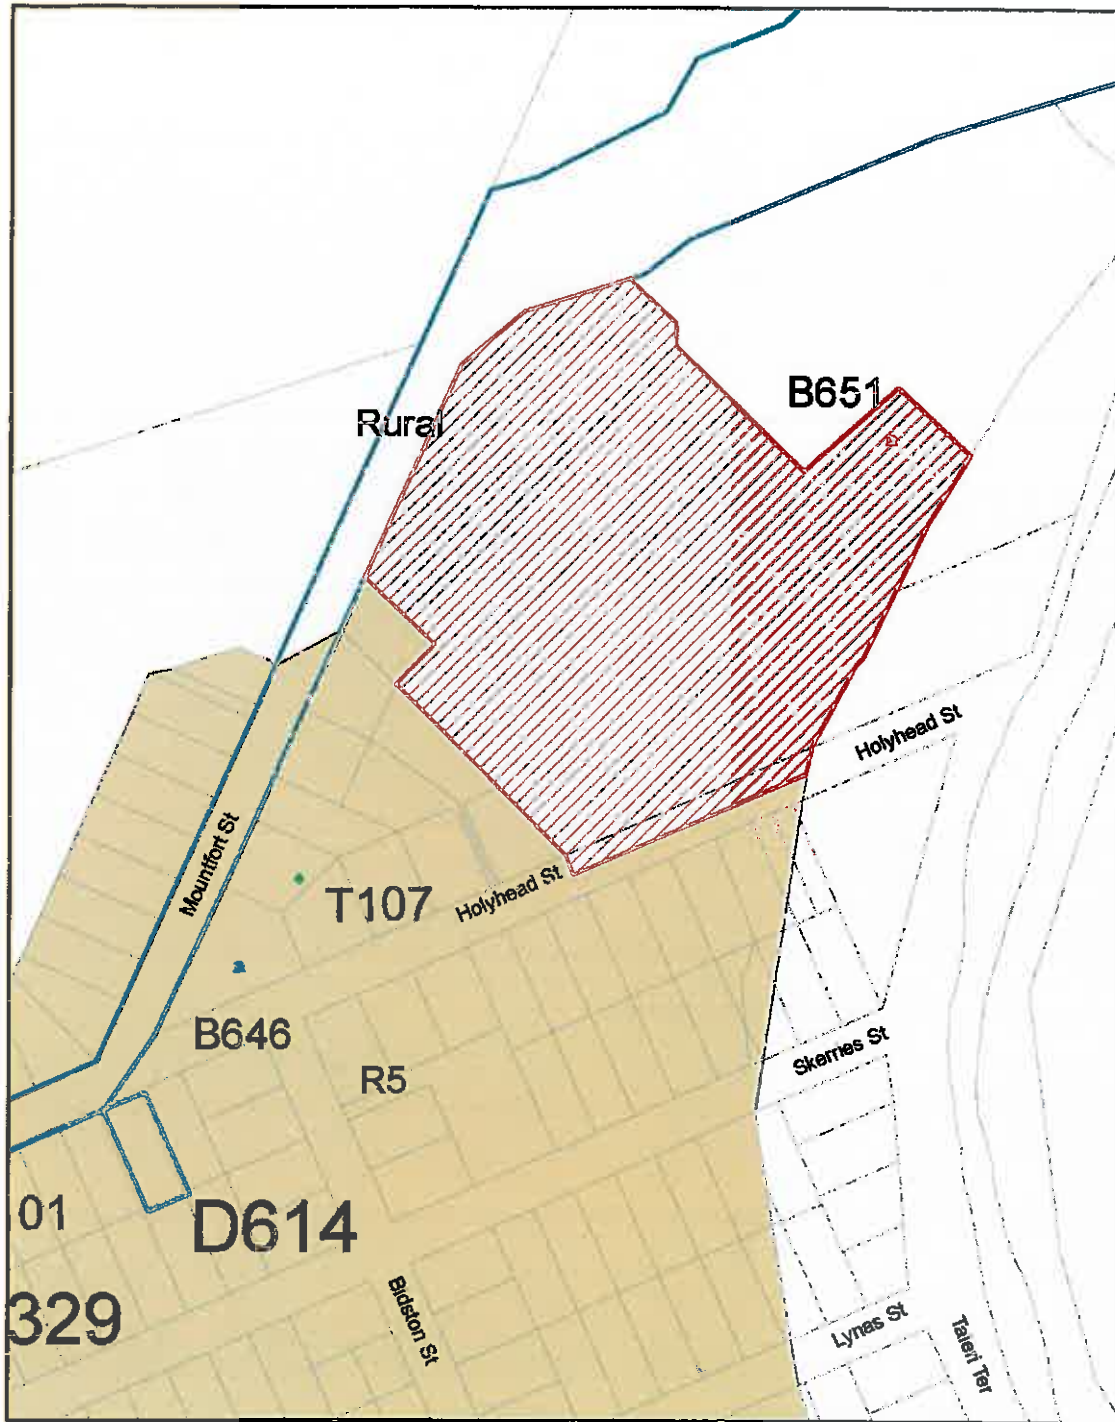 B651
Rural
Holyhead St
Mountfort St
T107
Holyhead St
B646
Skerries St
R5
01
D614
329
Bidston St
Lynas St
Taieri Ter